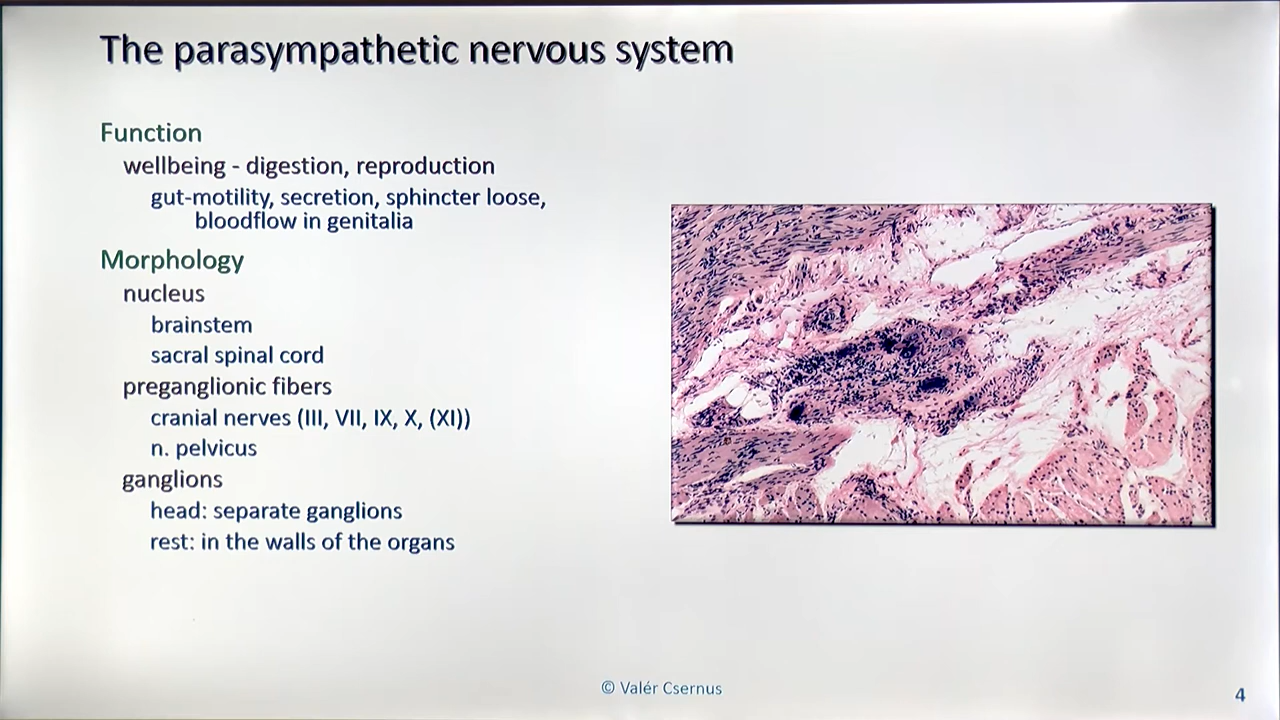 The parasympathetic nervous system
Function
wellbeing - digestion, reproduction
gut-motility, secretion, sphincter loose,
bloodflow in genitalia
Morphology
nucleus
brainstem
sacral spinal cord
preganglionic fibers
cranial nerves (III, VII, IX, X, (XI))
n. pelvicus
ganglions
head: separate ganglions
rest: in the walls of the organs
© Valér Csernus
4